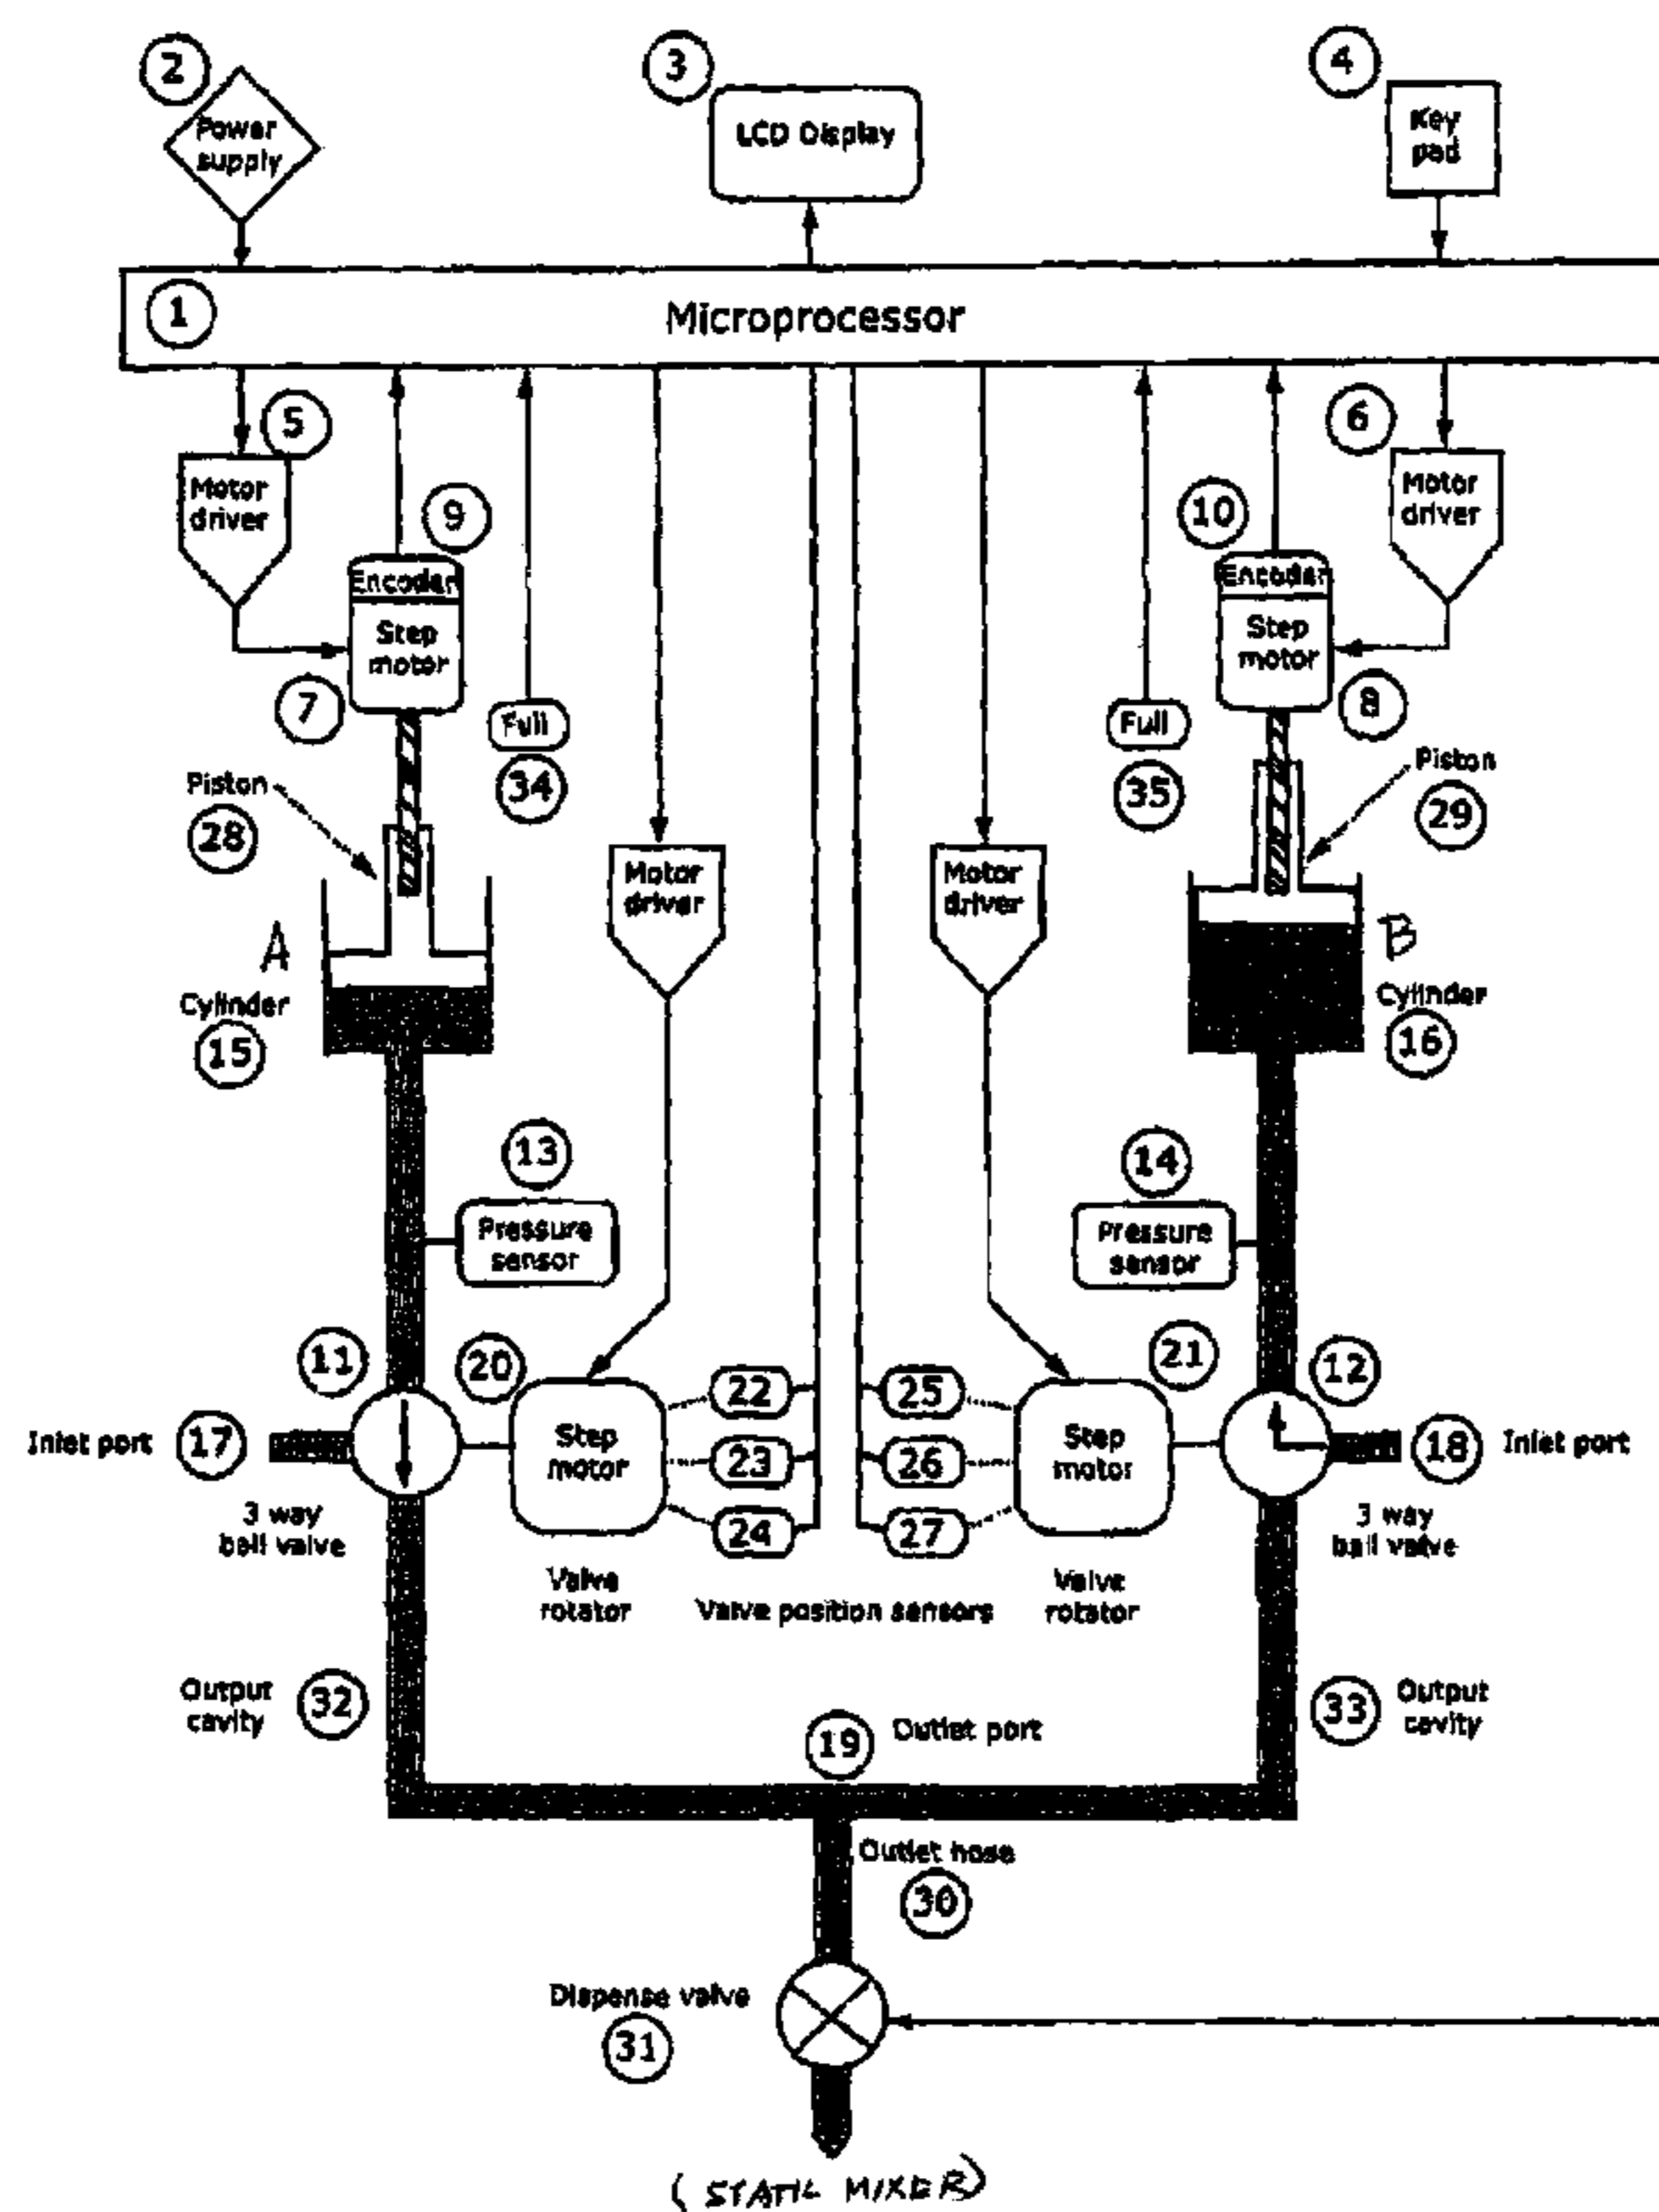 2
3
4
Power
supply
LCD Display
Key
pad
1
Microprocessor
5
6
Motor
driver
9
10
Motor
driver
Encoder
Encoder
Step
motor
Step
motor
7
8
Full
Full
34
35
Piston
28
Piston
29
Motor
driver
Motor
driver
A
B
Cylinder
15
Cylinder
16
13
14
Pressure
sensor
Pressure
sensor
11
20
21
12
22
25
Inlet port 17
Step
motor
23
26
Step
motor
18 Inlet port
24
27
3 way
ball valve
3 way
ball valve
Valve
rotator
Valve position sensors
Valve
rotator
Output
cavity
32
33
Output
cavity
19
Outlet port
Outlet hose
30
Dispense valve
31
(STATIC MIXER)